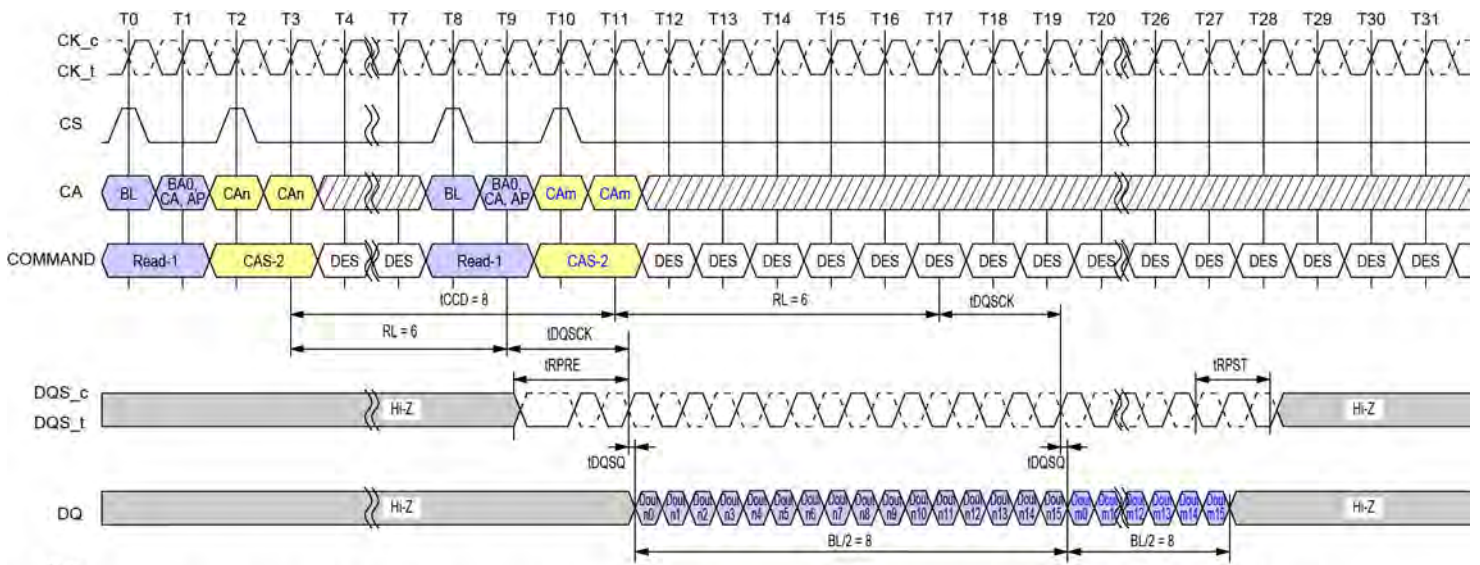 T0 T1 T2 T3 T4 T7 T8 T9 T10 T11 T12 T13 T14 T15 T16 T17 T18 T19 T20 T26 T27 T28 T29 T30 T31
CK_c
CK_t
CS
CA BL BA0, CA, AP CAn CAn BL BA0, CA, AP CAm CAm
COMMAND Read-1 CAS-2 DES DES Read-1 CAS-2 DES DES DES DES DES DES DES DES DES DES DES DES DES DES DES
tCCD = 8 RL = 6 tDQSCK
RL = 6 tDQSCK
tRPRE tRPST
DQS_c
DQS_t Hi-Z Hi-Z
tDQSQ tDQSQ
DQ Hi-Z Dout n0 Dout n1 Dout n2 Dout n3 Dout n4 Dout n5 Dout n6 Dout n7 Dout n8 Dout n9 Dout n10 Dout n11 Dout n12 Dout n13 Dout n14 Dout n15 Dout m0 Dout m12 Dout m13 Dout m14 Dout m15 Hi-Z
BL/2 = 8 BL/2 = 8